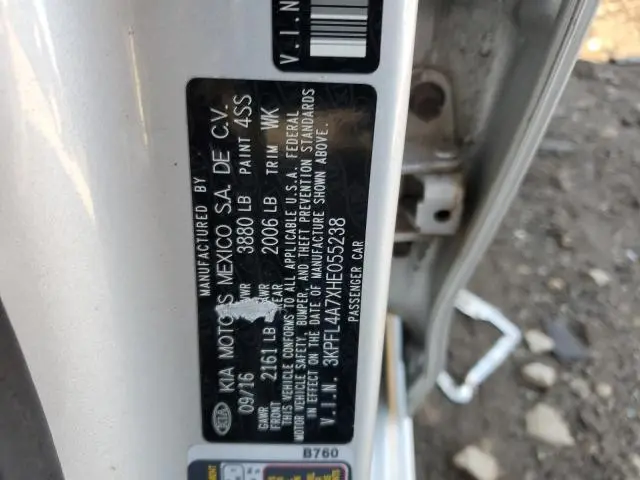 V.I.N
MANUFACTURED BY
KIA KIA MOTORS MEXICO S.A. DE C.V.
09/16 GVWR 3880 LB PAINT 4SS
GAWR FRONT 2161 LB GAWR REAR 2006 LB TRIM WK
THIS VEHICLE CONFORMS TO ALL APPLICABLE U.S.A. FEDERAL
MOTOR VEHICLE SAFETY, BUMPER, AND THEFT PREVENTION STANDARDS
IN EFFECT ON THE DATE OF MANUFACTURE SHOWN ABOVE.
V.I.N. 3KPFL4A7XHE055238
PASSENGER CAR
B760